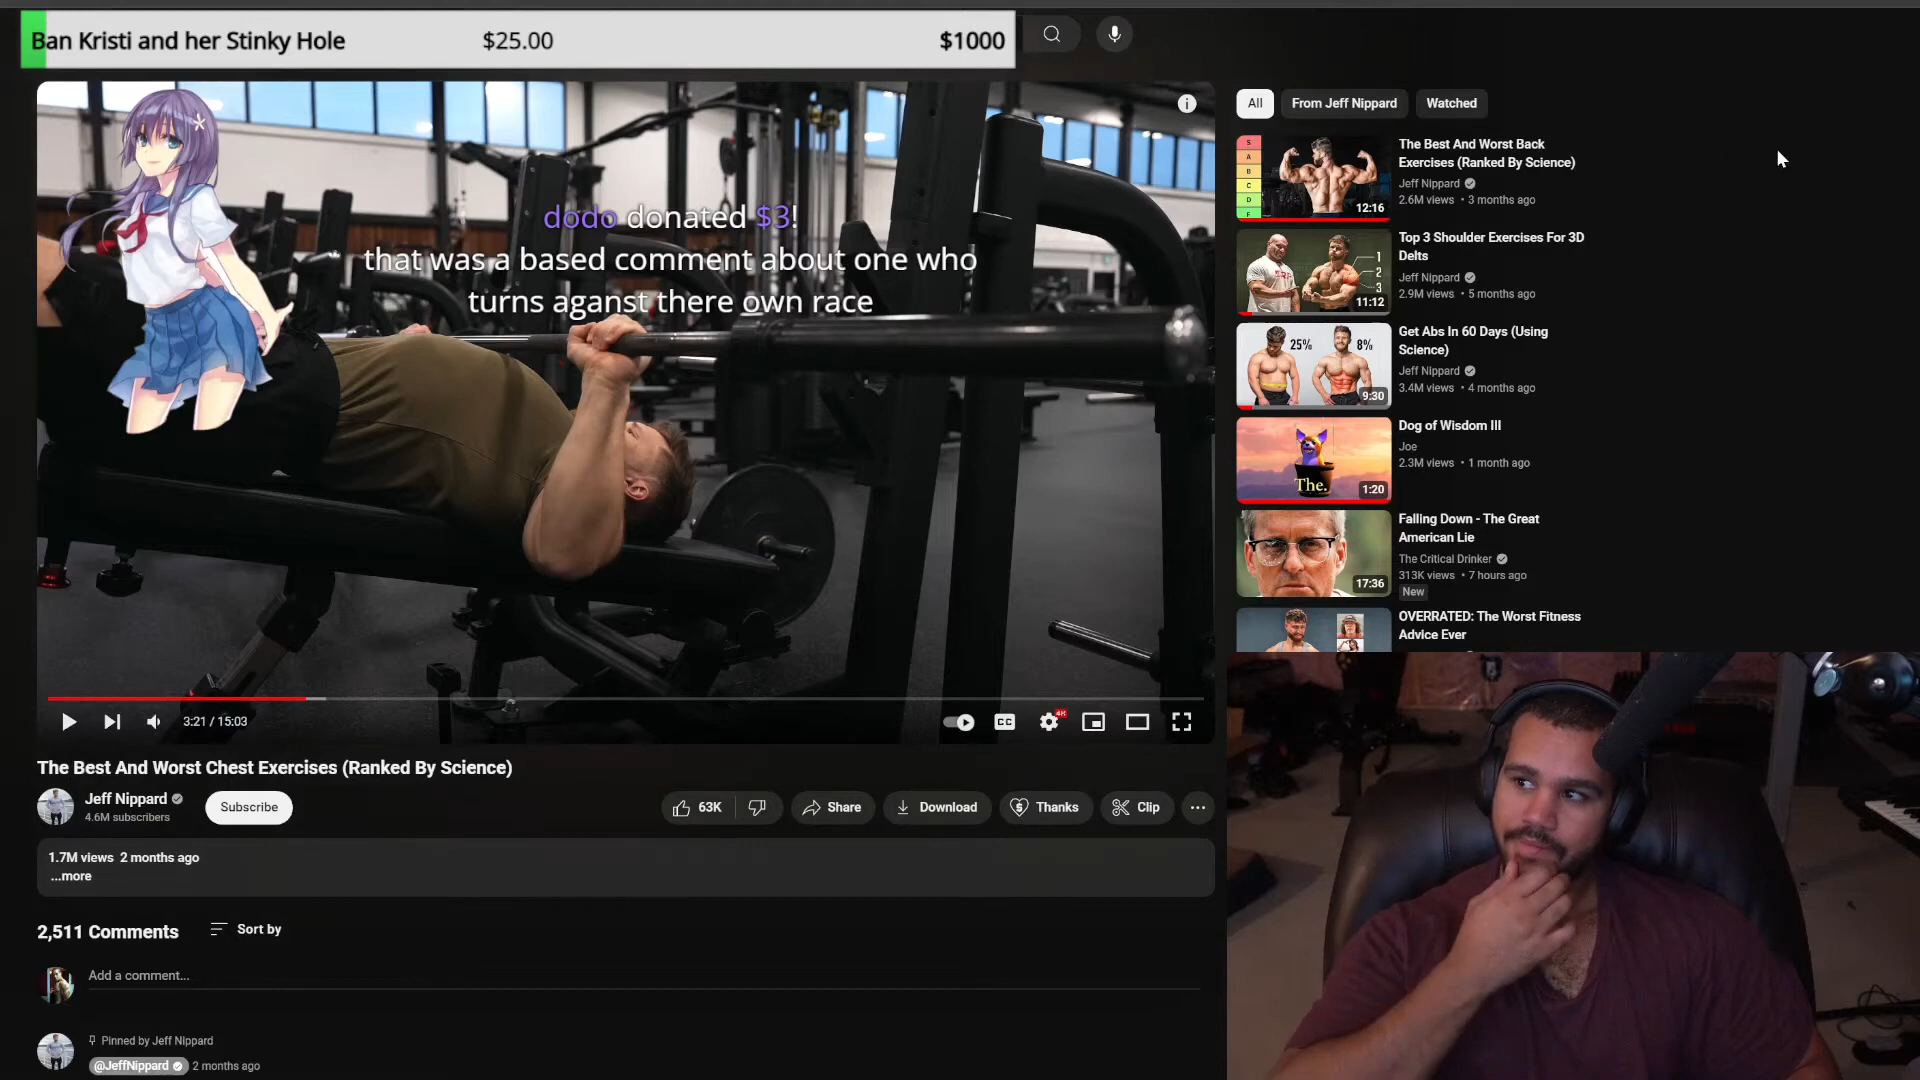 Ban Kristi and her Stinky Hole $25.00 $1000
dodo donated $3!
that was a based comment about one who
turns aganst there own race
3:21 / 15:03
CC
4K
The Best And Worst Chest Exercises (Ranked By Science)
Jeff Nippard
4.6M subscribers
Subscribe
63K
Share
Download
Thanks
Clip
1.7M views 2 months ago
...more
2,511 Comments
Sort by
Add a comment...
Pinned by Jeff Nippard
@JeffNippard 2 months ago
All
From Jeff Nippard
Watched
S
A
B
C
D
F
12:16
The Best And Worst Back
Exercises (Ranked By Science)
Jeff Nippard
2.6M views • 3 months ago
1
2
3
11:12
Top 3 Shoulder Exercises For 3D
Delts
Jeff Nippard
2.9M views • 5 months ago
25% 8%
9:30
Get Abs In 60 Days (Using
Science)
Jeff Nippard
3.4M views • 4 months ago
The.
1:20
Dog of Wisdom III
Joe
2.3M views • 1 month ago
17:36
Falling Down - The Great
American Lie
The Critical Drinker
313K views • 7 hours ago
New
OVERRATED: The Worst Fitness
Advice Ever